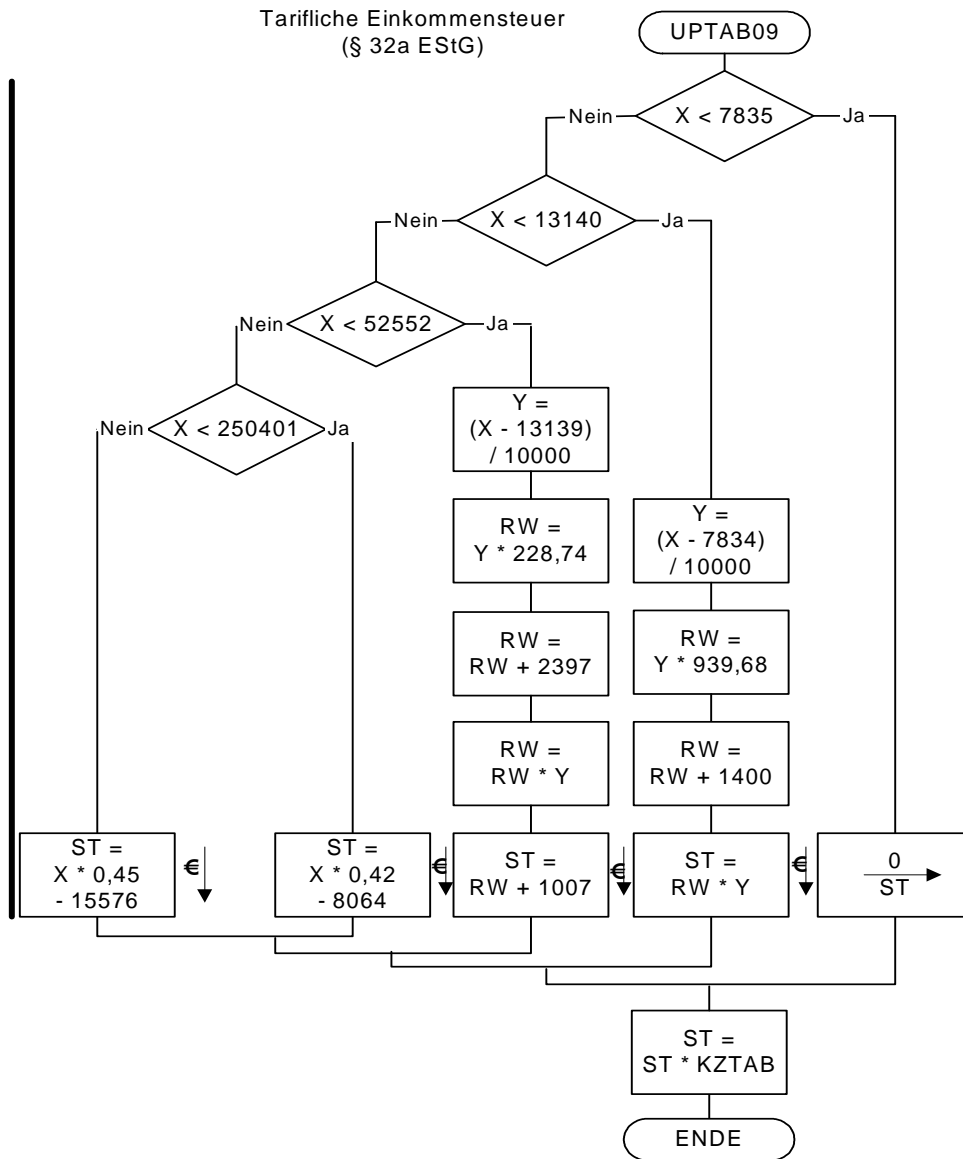 Tarifliche Einkommensteuer
(§ 32a EStG)
UPTAB09
Nein
X < 7835
Ja
Nein
X < 13140
Ja
Nein
X < 52552
Ja
Nein
X < 250401
Ja
Y =
(X - 13139)
/ 10000
RW =
Y * 228,74
Y =
(X - 7834)
/ 10000
RW =
RW + 2397
RW =
Y * 939,68
RW =
RW * Y
RW =
RW + 1400
ST =
X * 0,45
- 15576
€
ST =
X * 0,42
- 8064
€
ST =
RW + 1007
€
ST =
RW * Y
€
0
ST
ST =
ST * KZTAB
ENDE